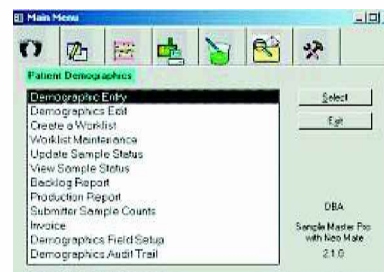 Main Menu
Patient Demographics
Demographic Entry
Demographics Edit
Create a Worklist
Worklist Maintenance
Update Sample Status
View Sample Status
Backlog Report
Production Report
Submitter Sample Counts
Invoice
Demographics Field Setup
Demographics Audit Trail
Select
Exit
DBA
Sample Master Pro
with Neo Mate
2.1.0